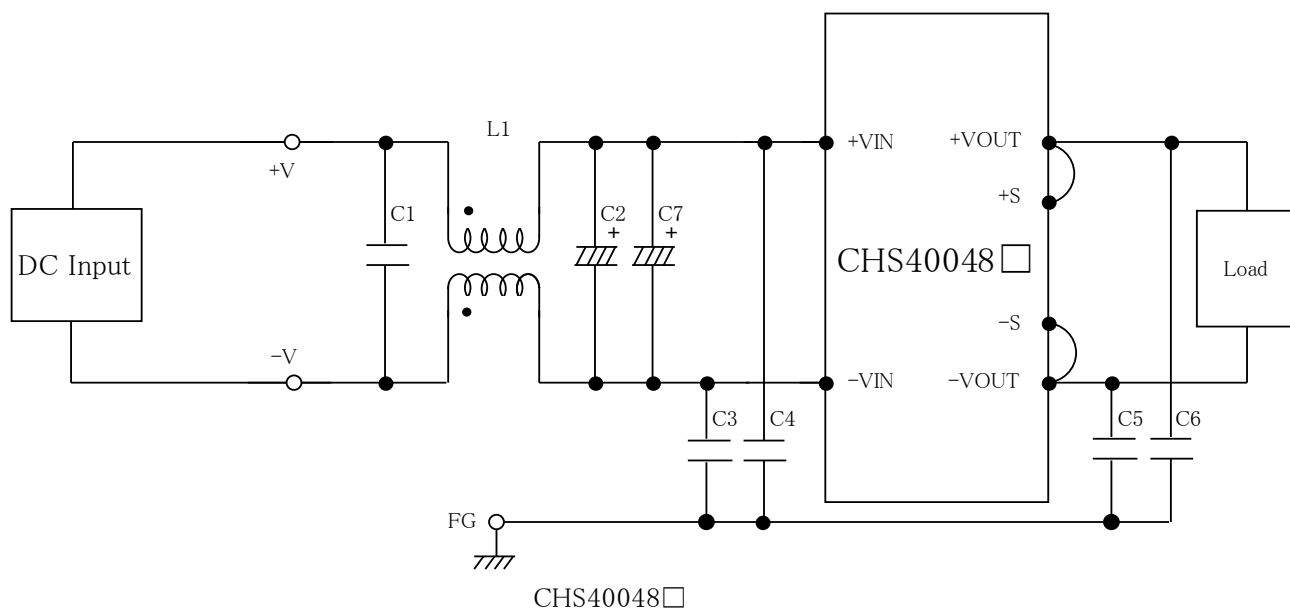 L1
+VIN
+VOUT
+V
+S
C1
C2
+
C7
+
DC Input
CHS40048□
Load
-S
-V
-VIN
-VOUT
C3
C4
C5
C6
FG
CHS40048□